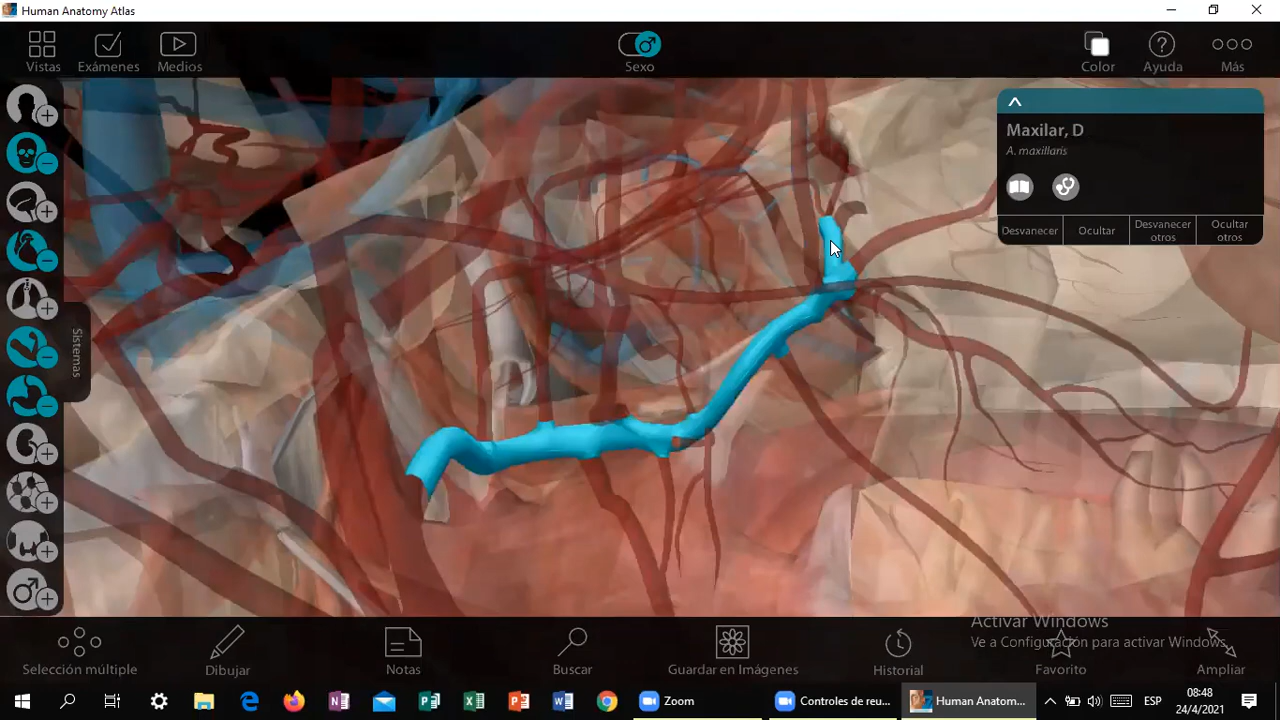 Human Anatomy Atlas
Vistas
Exámenes
Medios
Sexo
Color
Ayuda
Más
Maxilar, D
A. maxillaris
Desvanecer
Ocultar
Desvanecer
otros
Ocultar
otros
Sistemas
Activar Windows
Ve a Configuración para activar Windows.
Selección múltiple
Dibujar
Notas
Buscar
Guardar en Imágenes
Historial
Favorito
Ampliar
Zoom
Controles de reu...
Human Anatom...
ESP
08:48
24/4/2021